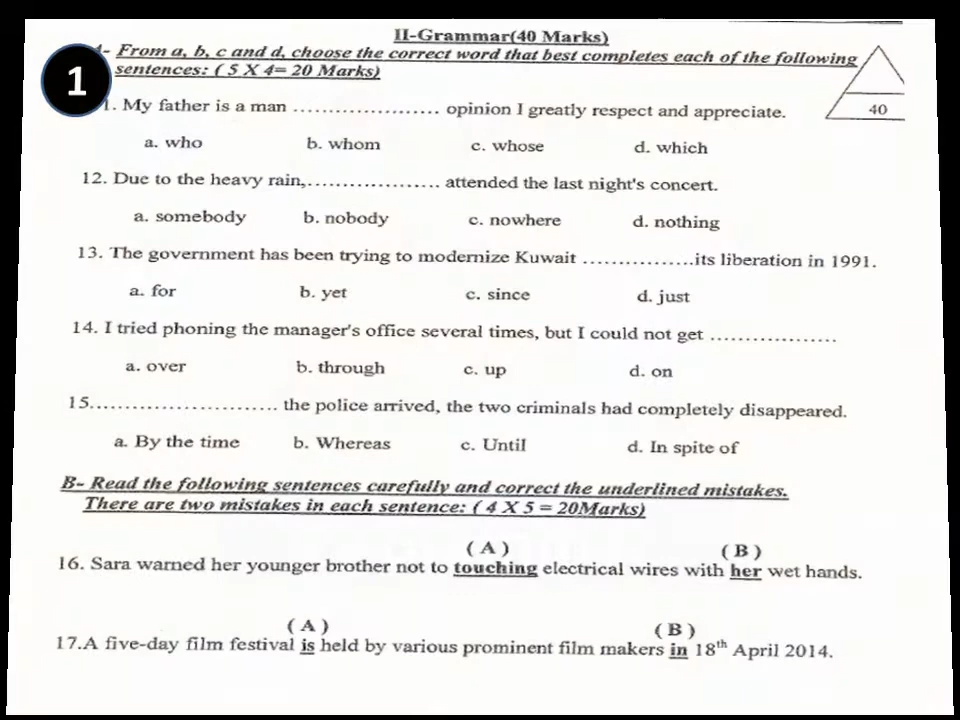 II-Grammar(40 Marks)
1
A- From a, b, c and d, choose the correct word that best completes each of the following
sentences: ( 5 X 4= 20 Marks)
40
1. My father is a man ..................... opinion I greatly respect and appreciate.
a. who b. whom c. whose d. which
12. Due to the heavy rain,................... attended the last night's concert.
a. somebody b. nobody c. nowhere d. nothing
13. The government has been trying to modernize Kuwait ................its liberation in 1991.
a. for b. yet c. since d. just
14. I tried phoning the manager's office several times, but I could not get ..................
a. over b. through c. up d. on
15........................... the police arrived, the two criminals had completely disappeared.
a. By the time b. Whereas c. Until d. In spite of
B- Read the following sentences carefully and correct the underlined mistakes.
There are two mistakes in each sentence: ( 4 X 5 = 20Marks)
( A ) ( B )
16. Sara warned her younger brother not to touching electrical wires with her wet hands.
( A ) ( B )
17.A five-day film festival is held by various prominent film makers in 18th April 2014.